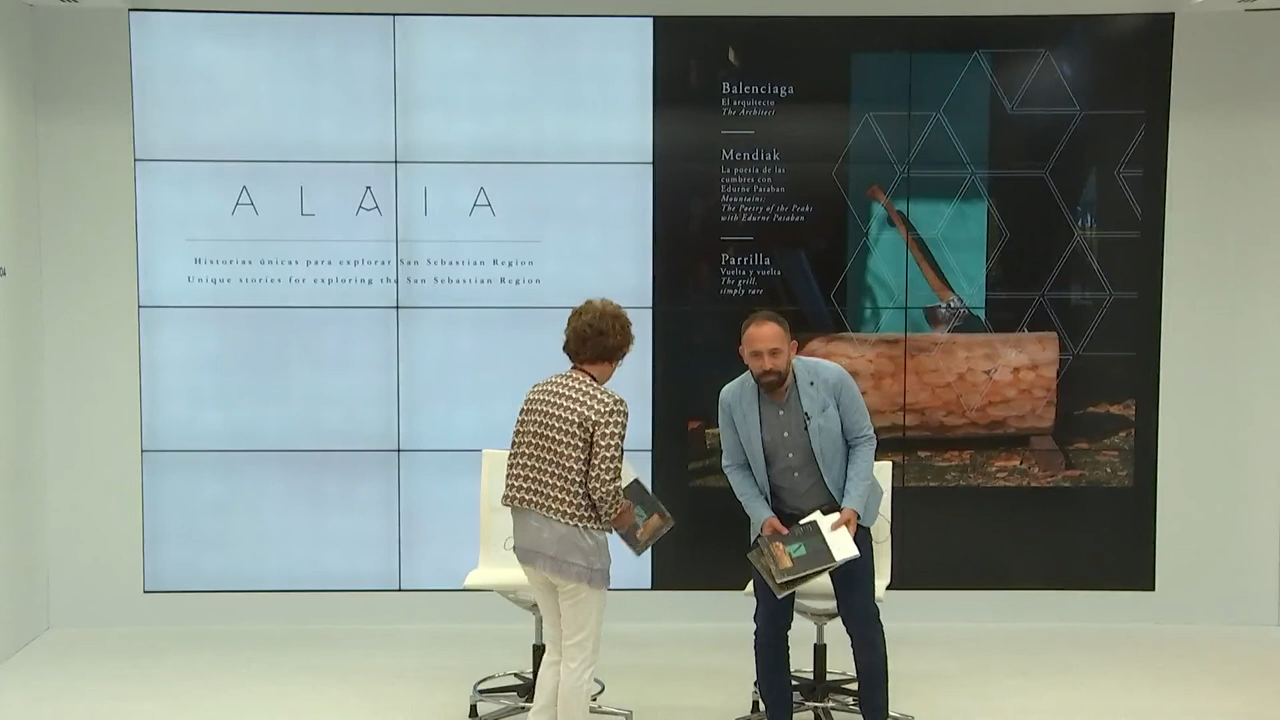 ALAIA
Historias únicas para explorar San Sebastian Region
Unique stories for exploring the San Sebastian Region
Balenciaga
El arquitecto
The Architect
Mendiak
La poesía de las
cumbres con
Edurne Pasaban
Mountains:
The Poetry of the Peaks
with Edurne Pasaban
Parrilla
Vuelta y vuelta
The grill,
simply rare